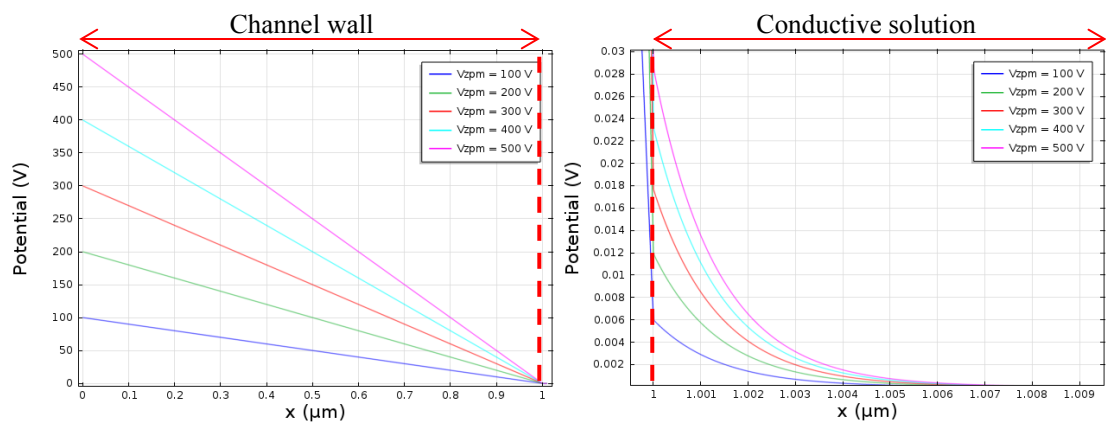 Channel wall
500
450
400
350
300
250
200
150
100
50
0
Potential (V)
Vzpm = 100 V
Vzpm = 200 V
Vzpm = 300 V
Vzpm = 400 V
Vzpm = 500 V
0 0.1 0.2 0.3 0.4 0.5 0.6 0.7 0.8 0.9 1
x (μm)
Conductive solution
0.03
0.028
0.026
0.024
0.022
0.02
0.018
0.016
0.014
0.012
0.01
0.008
0.006
0.004
0.002
Potential (V)
Vzpm = 100 V
Vzpm = 200 V
Vzpm = 300 V
Vzpm = 400 V
Vzpm = 500 V
1 1.001 1.002 1.003 1.004 1.005 1.006 1.007 1.008 1.009
x (μm)